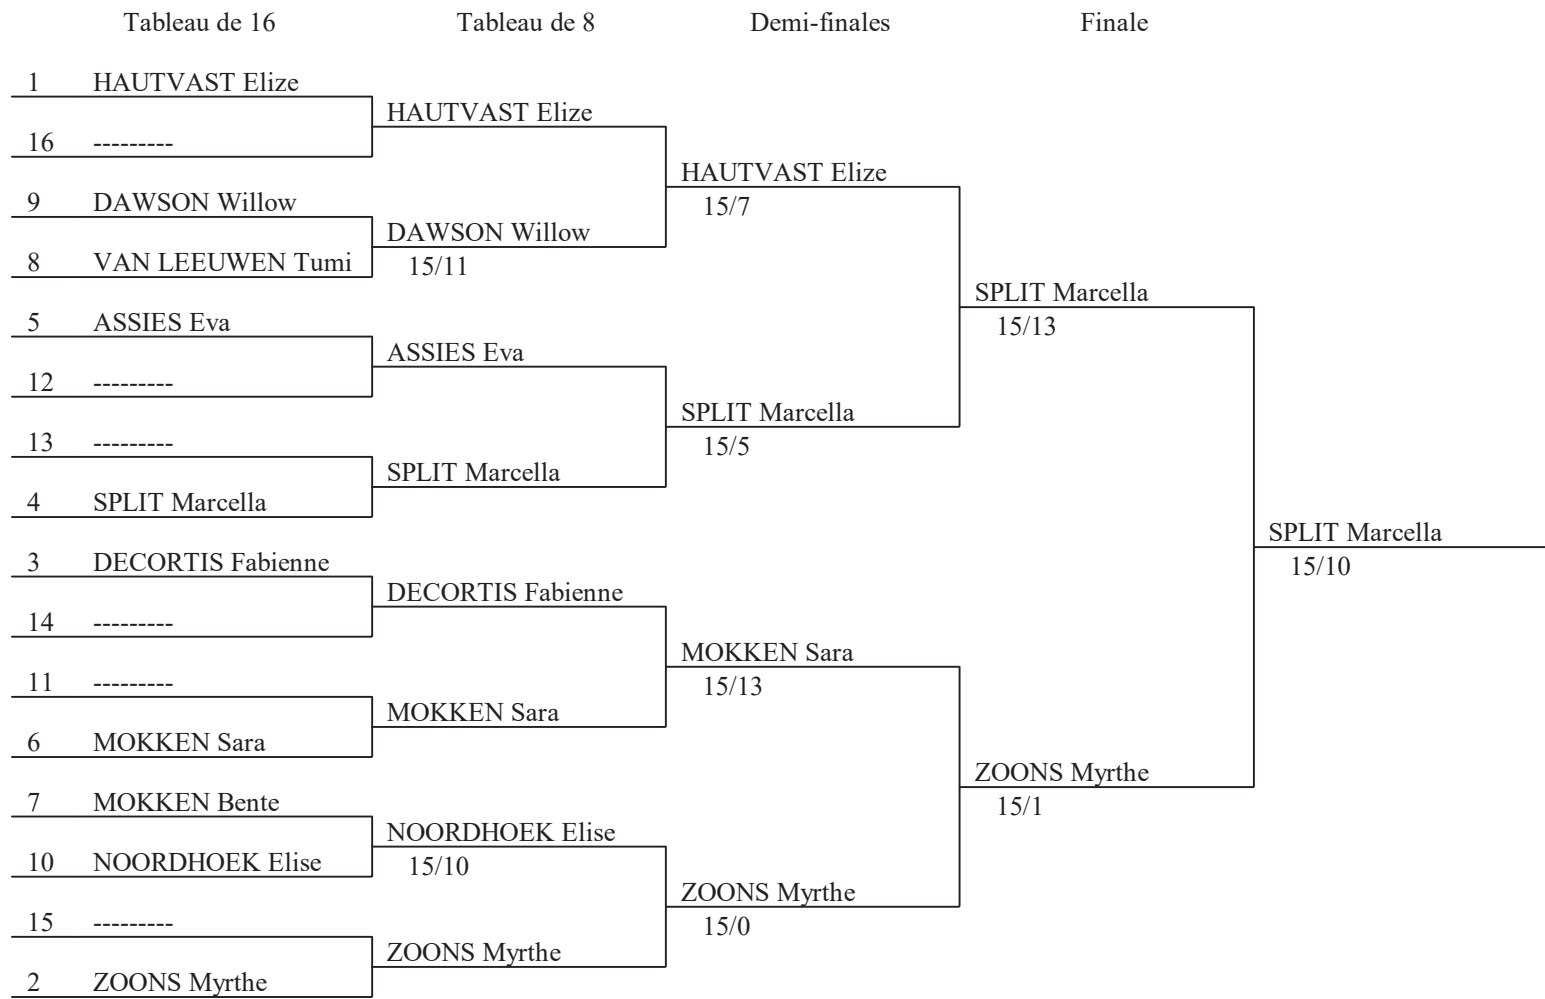 Tableau de 16 Tableau de 8 Demi-finales Finale
1 HAUTVAST Elize
HAUTVAST Elize
16 ---------
HAUTVAST Elize
9 DAWSON Willow
15/7
DAWSON Willow
8 VAN LEEUWEN Tumi
15/11
SPLIT Marcella
5 ASSIES Eva
15/13
ASSIES Eva
12 ---------
SPLIT Marcella
13 ---------
15/5
SPLIT Marcella
4 SPLIT Marcella
SPLIT Marcella
3 DECORTIS Fabienne
15/10
DECORTIS Fabienne
14 ---------
MOKKEN Sara
11 ---------
15/13
MOKKEN Sara
6 MOKKEN Sara
ZOONS Myrthe
7 MOKKEN Bente
15/1
NOORDHOEK Elise
10 NOORDHOEK Elise
15/10
ZOONS Myrthe
15 ---------
15/0
ZOONS Myrthe
2 ZOONS Myrthe